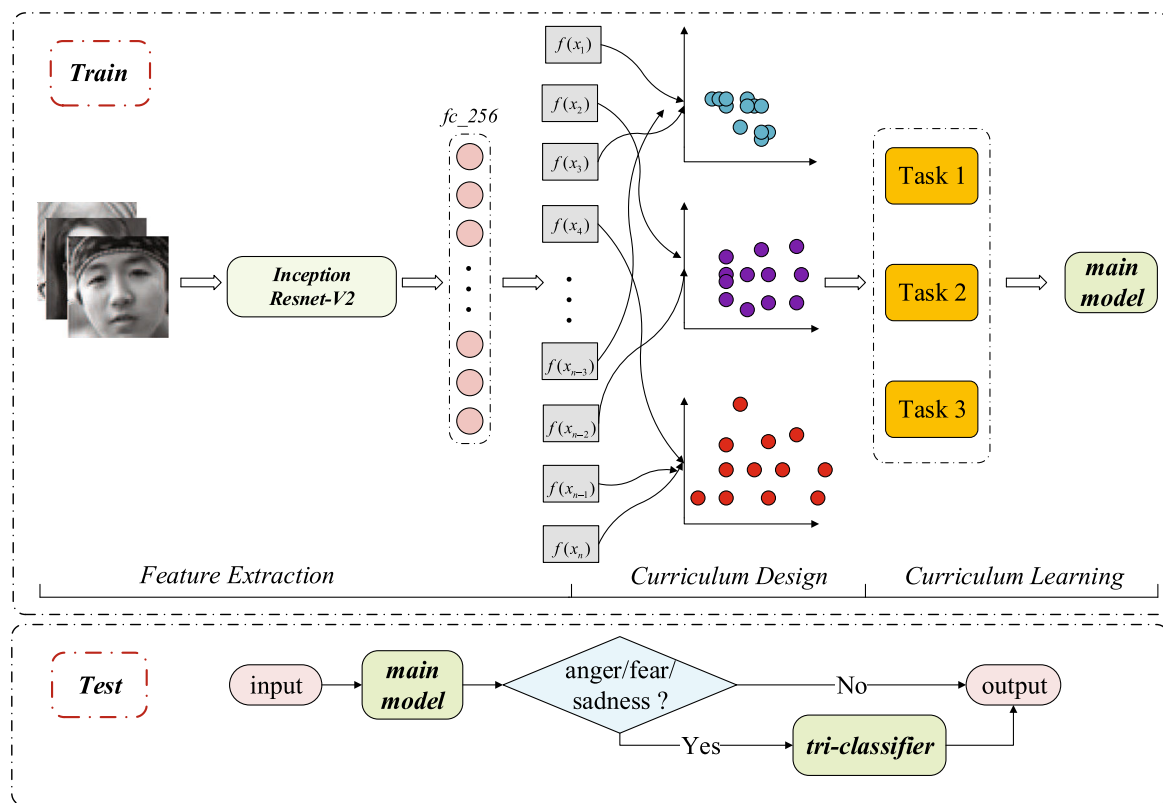 Train
fc_256
Inception
Resnet-V2
f(x₁)
f(x₂)
f(x₃)
f(x₄)
f(xₙ₋₃)
f(xₙ₋₂)
f(xₙ₋₁)
f(xₙ)
Task 1
Task 2
Task 3
main
model
Feature Extraction
Curriculum Design
Curriculum Learning
Test
input
main
model
anger/fear/
sadness ?
No
output
Yes
tri-classifier